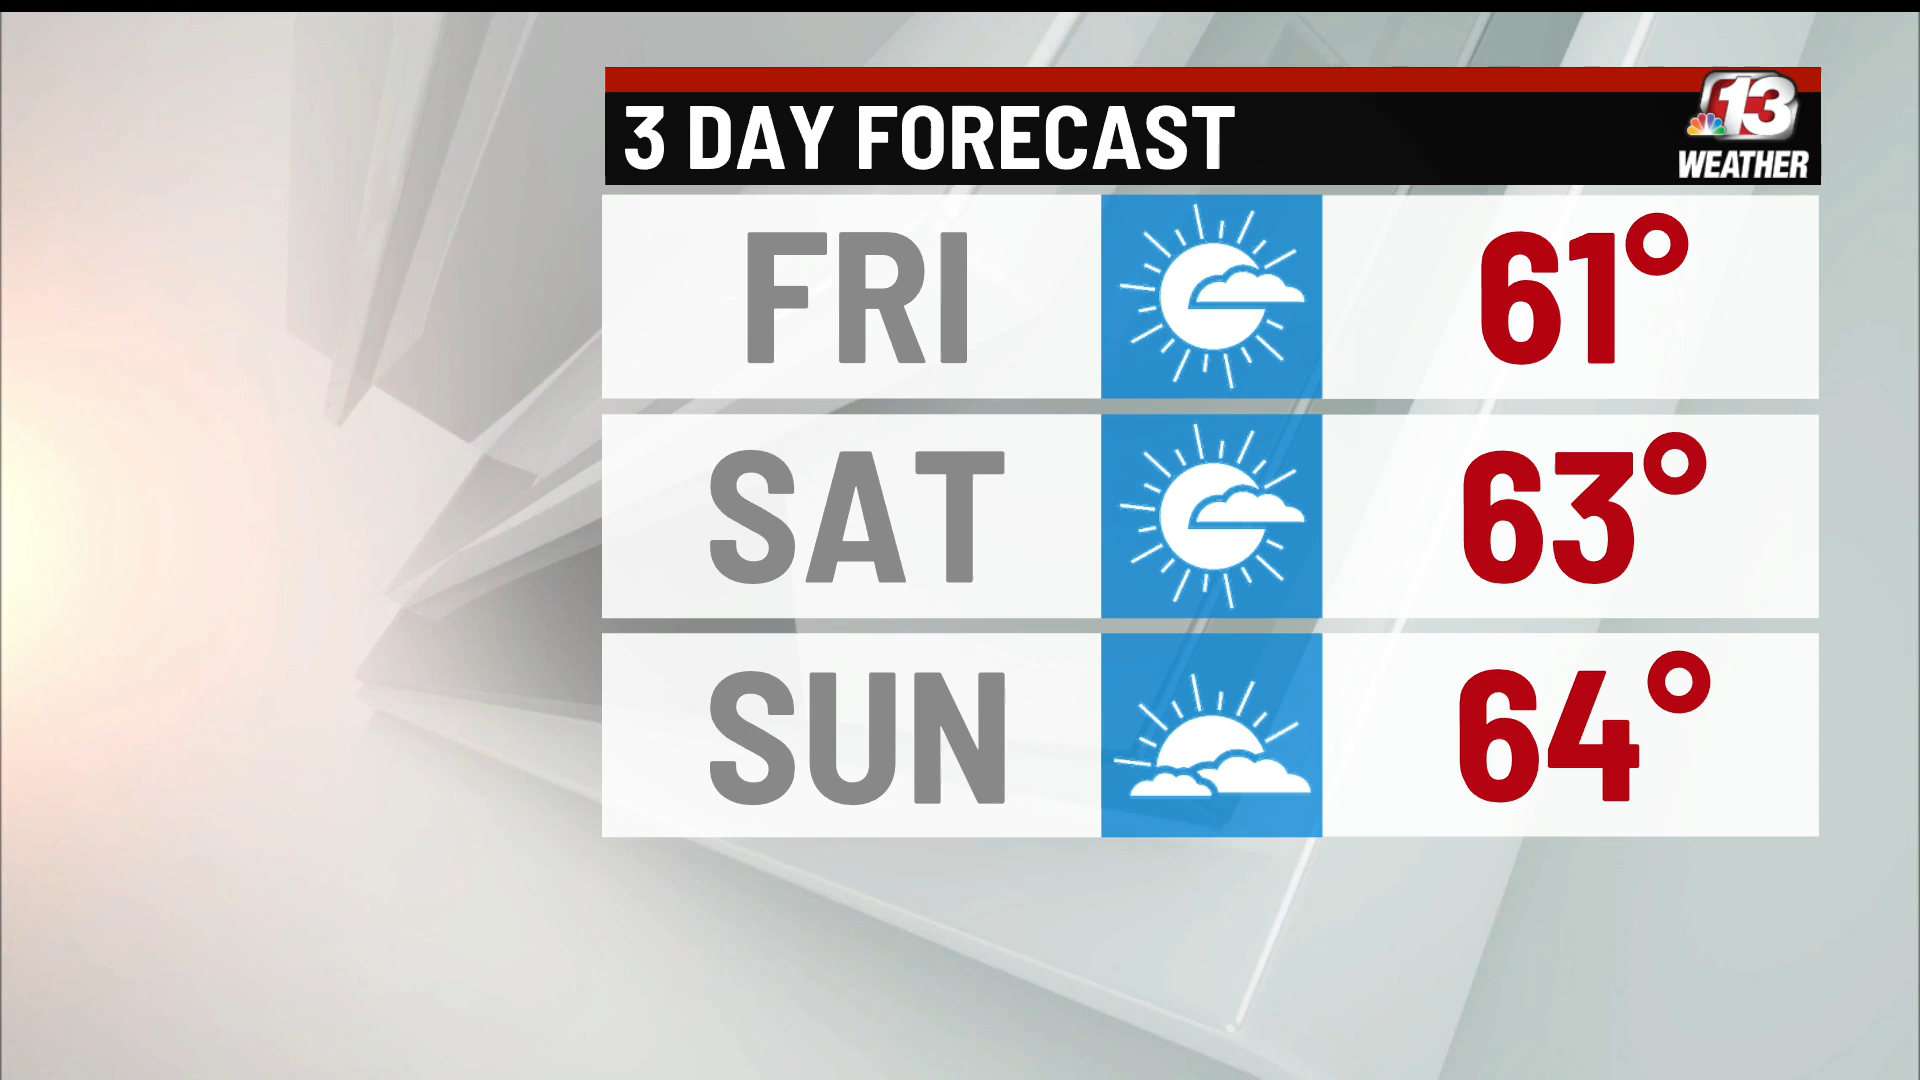 3 DAY FORECAST
13
WEATHER
FRI 61°
SAT 63°
SUN 64°